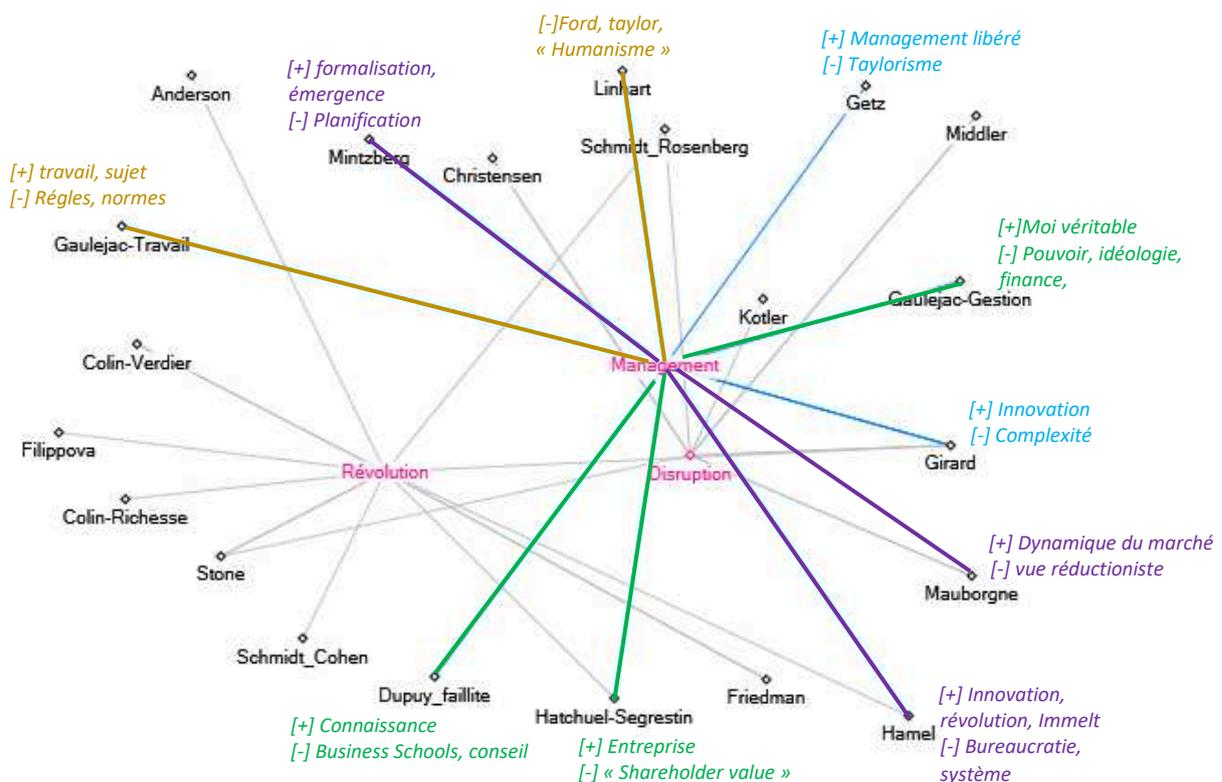 [-]Ford, taylor,
« Humanisme »
[+] Management libéré
[-] Taylorisme
[+] formalisation,
émergence
[-] Planification
Anderson
Linhart
Getz
Middler
Mintzberg
Schmidt_Rosenberg
Christensen
[+] travail, sujet
[-] Régles, normes
Gaulejac-Travail
[+]Moi véritable
[-] Pouvoir, idéologie,
finance,
Gaulejac-Gestion
Kotler
Colin-Verdier
Management
[+] Innovation
[-] Complexité
Filippova
Girard
Révolution
Disruption
Colin-Richesse
Stone
[+] Dynamique du marché
[-] vue réductioniste
Mauborgne
Schmidt_Cohen
Dupuy_faillite
Hatchuel-Segrestin
Friedman
Hamel
[+] Connaissance
[-] Business Schools, conseil
[+] Entreprise
[-] « Shareholder value »
[+] Innovation,
révolution, Immelt
[-] Bureaucratie,
système